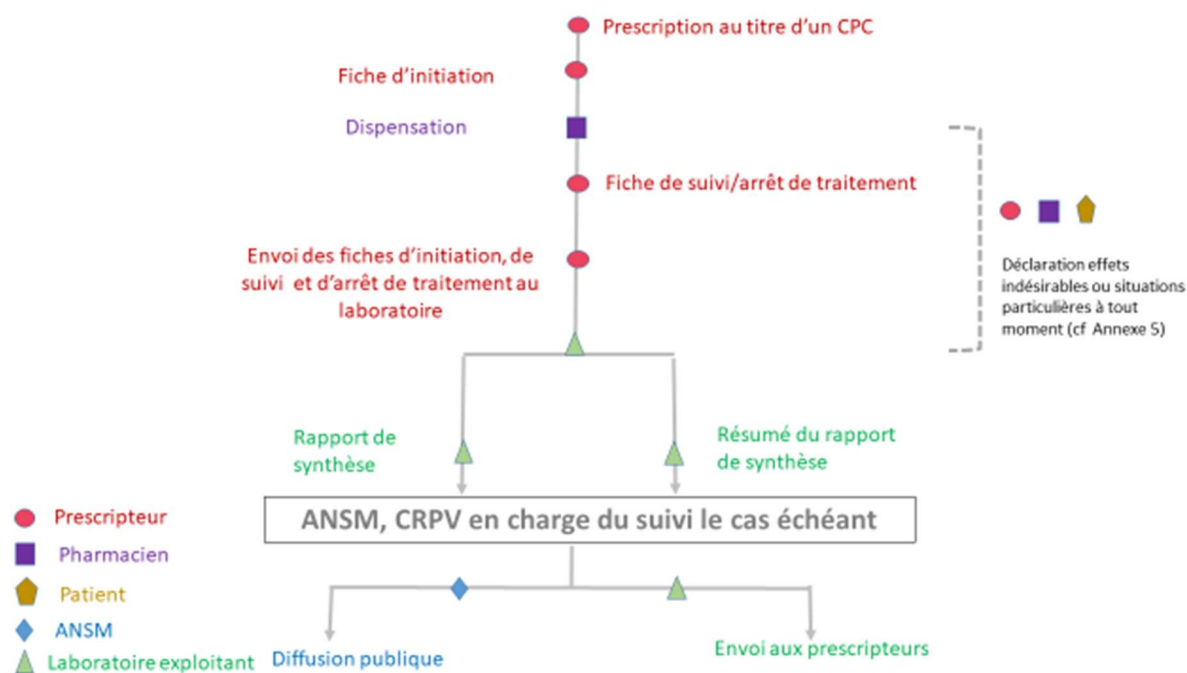 Prescription au titre d’un CPC
Fiche d’initiation
Dispensation
Fiche de suivi/arrêt de traitement
Envoi des fiches d’initiation, de
suivi et d’arrêt de traitement au
laboratoire
Déclaration effets
indésirables ou situations
particulières à tout
moment (cf Annexe 5)
Rapport de
synthèse
Résumé du rapport
de synthèse
ANSM, CRPV en charge du suivi le cas échéant
Prescripteur
Pharmacien
Patient
ANSM
Laboratoire exploitant
Diffusion publique
Envoi aux prescripteurs